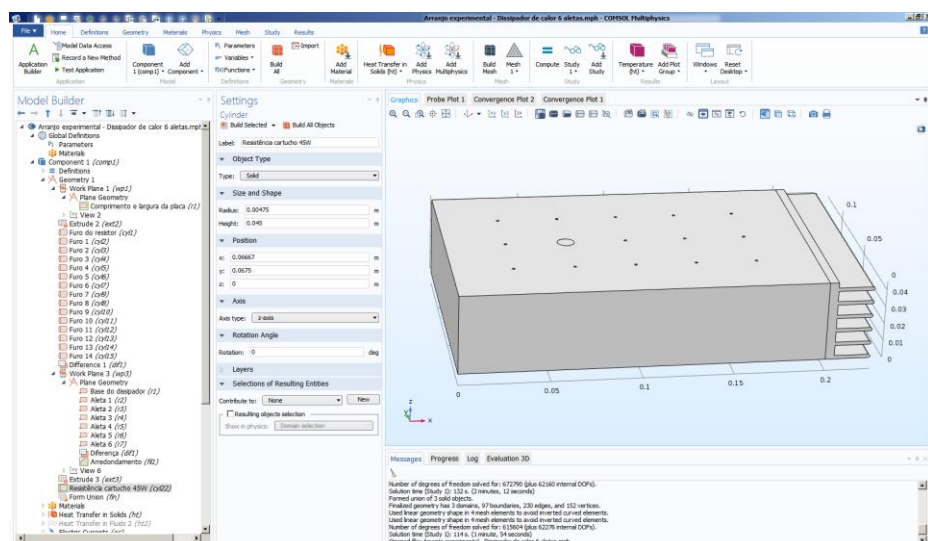 Arranjo experimental - Dissipador de calor 6 aletas.mph - COMSOL Multiphysics
File Home Definitions Geometry Materials Physics Mesh Study Results
Application Builder
Model Data Access
Record a New Method
Test Application
Application
Component 1 (comp1)
Add Component
Model
Pi Parameters
a= Variables
f(x) Functions
Definitions
Build All
Import
Geometry
Add Material
Materials
Heat Transfer in Solids (ht)
Add Physics
Add Multiphysics
Physics
Build Mesh
Mesh 1
Mesh
Compute
Study 1
Add Study
Study
Temperature (ht)
Add Plot Group
Results
Windows
Reset Desktop
Layout
Model Builder
Arranjo experimental - Dissipador de calor 6 aletas.mph
Global Definitions
Pi Parameters
Materials
Component 1 (comp1)
Definitions
Geometry 1
Work Plane 1 (wp1)
Plane Geometry
Comprimento e largura da placa (r1)
View 2
Extrude 2 (ext2)
Furo do resistor (cyl1)
Furo 1 (cyl2)
Furo 2 (cyl3)
Furo 3 (cyl4)
Furo 4 (cyl5)
Furo 5 (cyl6)
Furo 6 (cyl7)
Furo 7 (cyl9)
Furo 8 (cyl8)
Furo 9 (cyl10)
Furo 10 (cyl11)
Furo 11 (cyl12)
Furo 12 (cyl13)
Furo 13 (cyl14)
Furo 14 (cyl15)
Difference 1 (dif1)
Work Plane 3 (wp3)
Plane Geometry
Base do desipador (r1)
Aleta 1 (r2)
Aleta 2 (r3)
Aleta 3 (r4)
Aleta 4 (r5)
Aleta 5 (r6)
Aleta 6 (r7)
Diferença (dif1)
Arredondamento (fil1)
View 6
Extrude 3 (ext3)
Resistência cartucho 45W (cyl22)
Form Union (fin)
Materials
Heat Transfer in Solids (ht)
Heat Transfer in Fluids 2 (ht2)
Electric Currents (ec)
Settings
Cylinder
Build Selected Build All Objects
Label: Resistência cartucho 45W
Object Type
Type: Solid
Size and Shape
Radius: 0.00475 m
Height: 0.045 m
Position
x: 0.06667 m
y: 0.0675 m
z: 0 m
Axis
Axis type: z-axis
Rotation Angle
Rotation: 0 deg
Layers
Selections of Resulting Entities
Contribute to: None New
Resulting objects selection
Show in physics: Domain selection
Graphics Probe Plot 1 Convergence Plot 2 Convergence Plot 1
0.1
0.05
0
0.04
0.03
0.02
0.01
0
0.2
0.15
0.1
0.05
0
z
y
x
Messages Progress Log Evaluation 3D
Number of degrees of freedom solved for: 672790 (plus 62160 internal DOFs).
Solution time (Study 1): 132 s. (2 minutes, 12 seconds)
Formed union of 3 solid objects.
Finalized geometry has 3 domains, 97 boundaries, 230 edges, and 152 vertices.
Used linear geometry shape in 4 mesh elements to avoid inverted curved elements.
Used linear geometry shape in 4 mesh elements to avoid inverted curved elements.
Number of degrees of freedom solved for: 615604 (plus 62276 internal DOFs).
Solution time (Study 1): 114 s. (1 minute, 54 seconds)